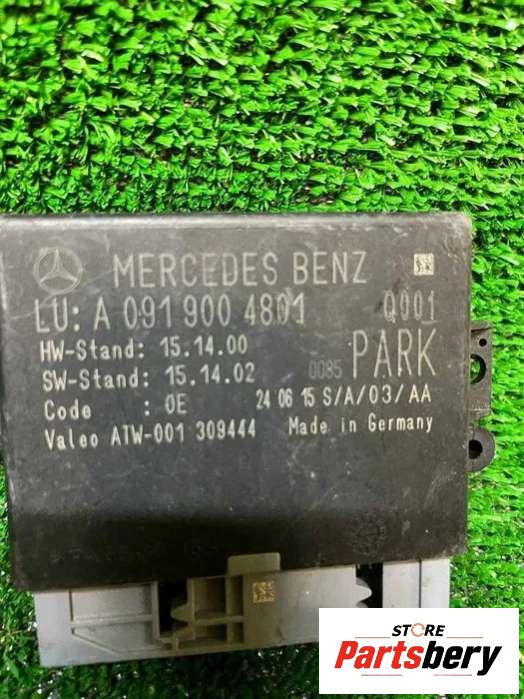 MERCEDES BENZ
LU: A 091 900 4801 Q001
HW-Stand: 15.14.00
SW-Stand: 15.14.02 0085 PARK
Code : 0E 24 06 15 S/A/03/AA
Valeo ATW-001 309444 Made in Germany
STORE
Partsbery